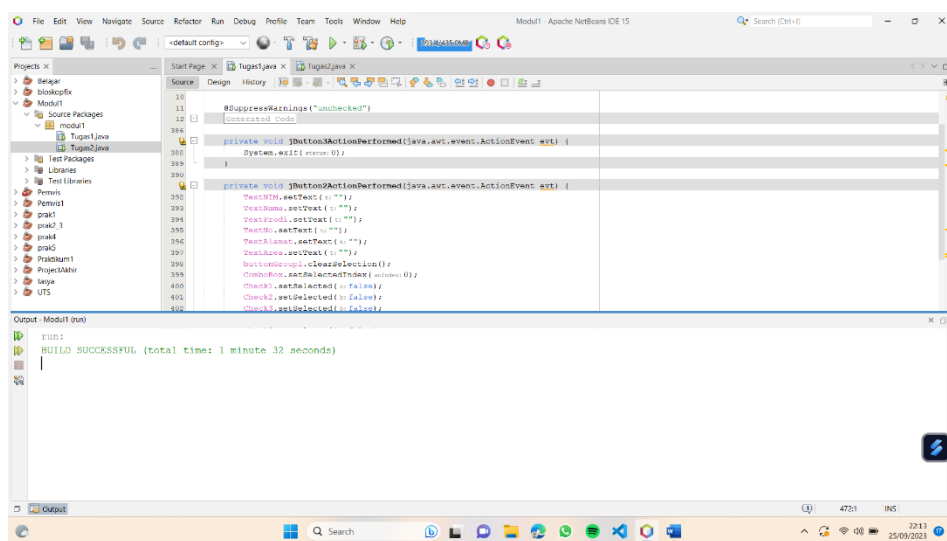 File Edit View Navigate Source Refactor Run Debug Profile Team Tools Window Help Modul1 - Apache NetBeans IDE 15 Search (Ctrl+I)
<default config>
Projects × Start Page × Tugas1.java × Tugas2.java ×
Source Design History
Belajar
bioskopfix
Modul1
Source Packages
modul1
Tugas1.java
Tugas2.java
Test Packages
Libraries
Test Libraries
Pemvis
Pemvis1
prak1
prak2_3
prak4
prak5
Praktikum1
ProjectAkhir
tasya
UTS
10
11 @SuppressWarnings("unchecked")
12 Generated Code
386
private void jButton3ActionPerformed(java.awt.event.ActionEvent evt) {
388 System.exit( status: 0);
389 }
390
private void jButton2ActionPerformed(java.awt.event.ActionEvent evt) {
392 TextNIM.setText( t: "");
393 TextNama.setText( t: "");
394 TextProdi.setText( t: "");
395 TextNo.setText( t: "");
396 TextAlamat.setText( t: "");
397 TextArea.setText( t: "");
398 buttonGroup1.clearSelection();
399 ComboBox.setSelectedIndex( anIndex: 0);
400 Check1.setSelected( b: false);
401 Check2.setSelected( b: false);
402 Check3.setSelected( b: false);
Output - Modul1 (run) ×
run:
BUILD SUCCESSFUL (total time: 1 minute 32 seconds)
Output 472:1 INS
Search 22:13
25/09/2023